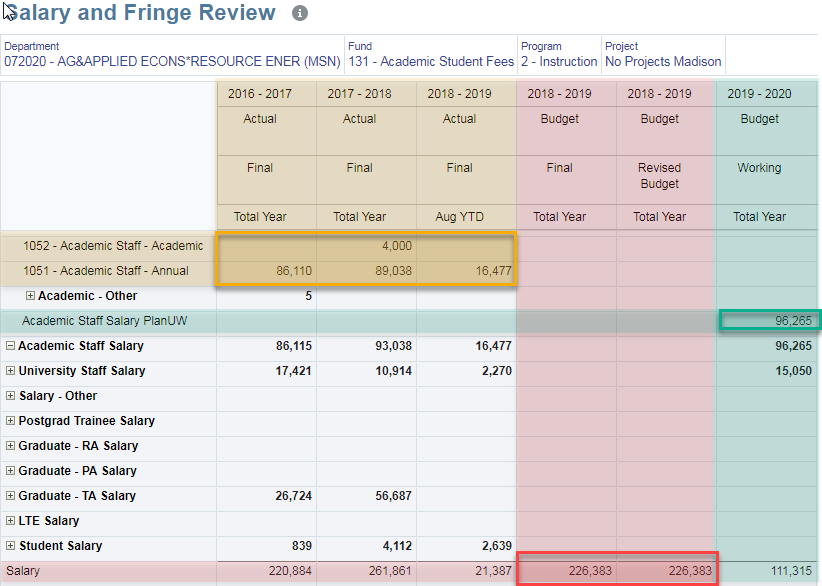 Salary and Fringe Review i
Department Fund Program Project
072020 - AG&APPLIED ECONS*RESOURCE ENER (MSN) 131 - Academic Student Fees 2 - Instruction No Projects Madison
2016 - 2017 2017 - 2018 2018 - 2019 2018 - 2019 2018 - 2019 2019 - 2020
Actual Actual Actual Budget Budget Budget
Final Final Final Final Revised Budget Working
Total Year Total Year Aug YTD Total Year Total Year Total Year
1052 - Academic Staff - Academic 4,000
1051 - Academic Staff - Annual 86,110 89,038 16,477
Academic - Other 5
Academic Staff Salary PlanUW 96,265
Academic Staff Salary 86,115 93,038 16,477 96,265
University Staff Salary 17,421 10,914 2,270 15,050
Salary - Other
Postgrad Trainee Salary
Graduate - RA Salary
Graduate - PA Salary
Graduate - TA Salary 26,724 56,687
LTE Salary
Student Salary 839 4,112 2,639
Salary 220,884 261,861 21,387 226,383 226,383 111,315